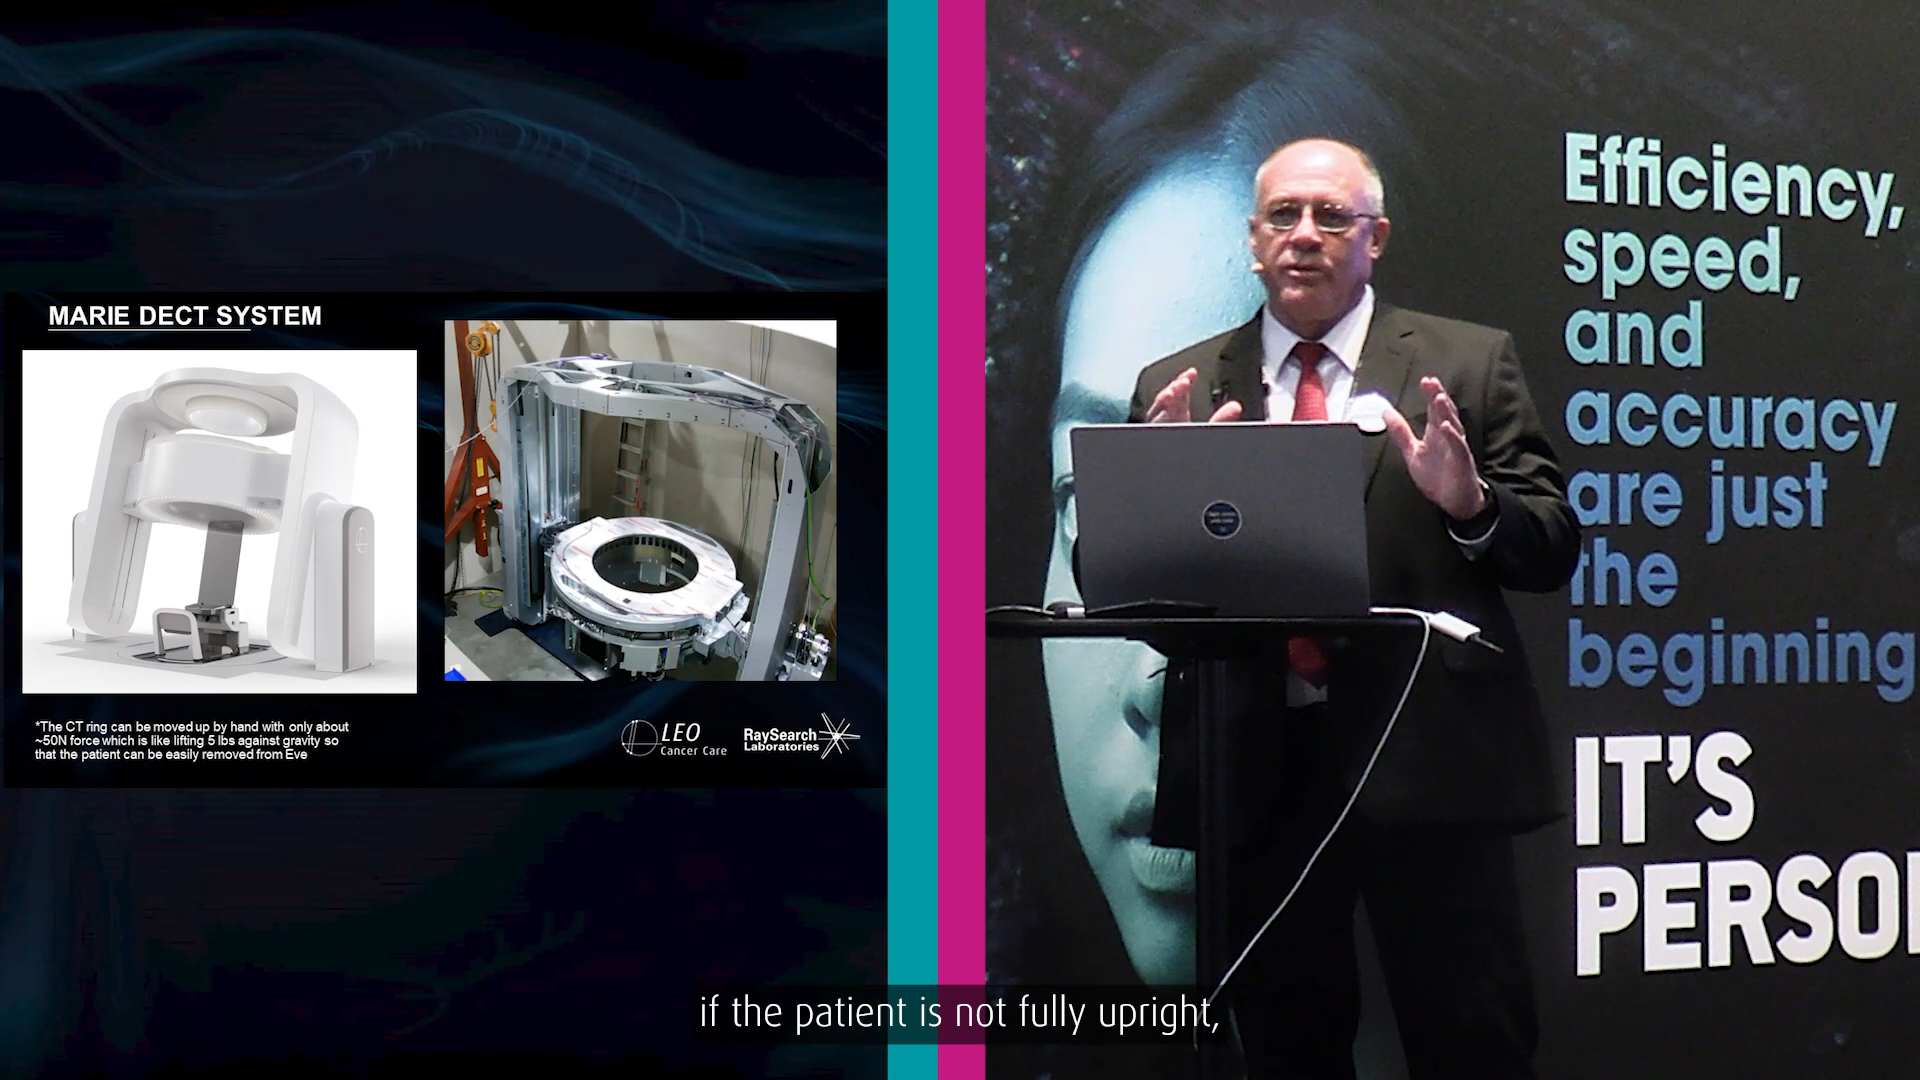 MARIE DECT SYSTEM
*The CT ring can be moved up by hand with only about
~50N force which is like lifting 5 lbs against gravity so
that the patient can be easily removed from Eve
LEO
Cancer Care
RaySearch
Laboratories
Efficiency,
speed,
and
accuracy
are just
the
beginning
IT'S
PERSO
if the patient is not fully upright,